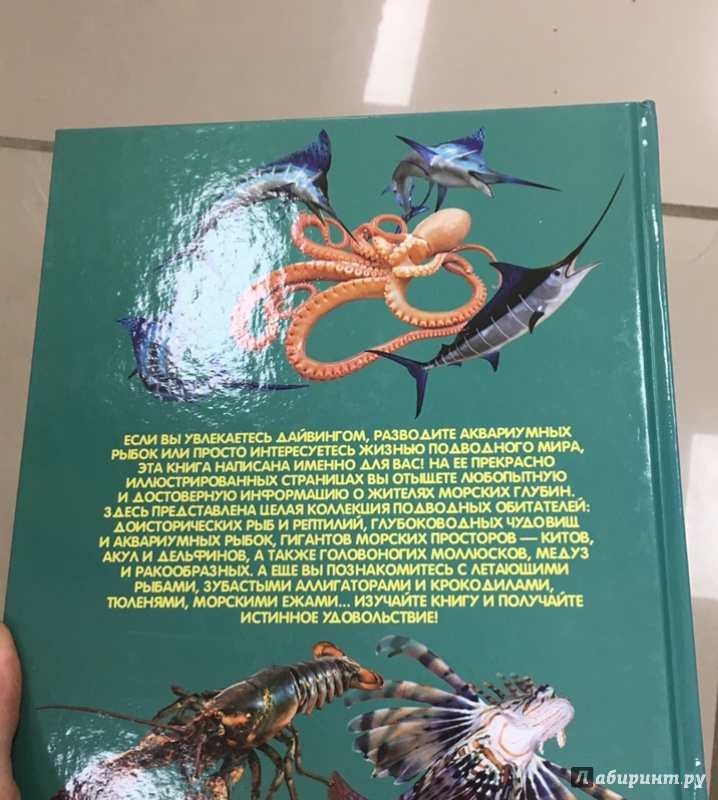 ЕСЛИ ВЫ УВЛЕКАЕТЕСЬ ДАЙВИНГОМ, РАЗВОДИТЕ АКВАРИУМНЫХ
РЫБОК ИЛИ ПРОСТО ИНТЕРЕСУЕТЕСЬ ЖИЗНЬЮ ПОДВОДНОГО МИРА,
ЭТА КНИГА НАПИСАНА ИМЕННО ДЛЯ ВАС! НА ЕЕ ПРЕКРАСНО
ИЛЛЮСТРИРОВАННЫХ СТРАНИЦАХ ВЫ ОТЫЩЕТЕ ЛЮБОПЫТНУЮ
И ДОСТОВЕРНУЮ ИНФОРМАЦИЮ О ЖИТЕЛЯХ МОРСКИХ ГЛУБИН.
ЗДЕСЬ ПРЕДСТАВЛЕНА ЦЕЛАЯ КОЛЛЕКЦИЯ ПОДВОДНЫХ ОБИТАТЕЛЕЙ:
ДОИСТОРИЧЕСКИХ РЫБ И РЕПТИЛИЙ, ГЛУБОКОВОДНЫХ ЧУДОВИЩ
И АКВАРИУМНЫХ РЫБОК, ГИГАНТОВ МОРСКИХ ПРОСТОРОВ — КИТОВ,
АКУЛ И ДЕЛЬФИНОВ, А ТАКЖЕ ГОЛОВОНОГИХ МОЛЛЮСКОВ, МЕДУЗ
И РАКООБРАЗНЫХ. А ЕЩЕ ВЫ ПОЗНАКОМИТЕСЬ С ЛЕТАЮЩИМИ
РЫБАМИ, ЗУБАСТЫМИ АЛЛИГАТОРАМИ И КРОКОДИЛАМИ,
ТЮЛЕНЯМИ, МОРСКИМИ ЕЖАМИ... ИЗУЧАЙТЕ КНИГУ И ПОЛУЧАЙТЕ
ИСТИННОЕ УДОВОЛЬСТВИЕ!
Лабиринт.ру